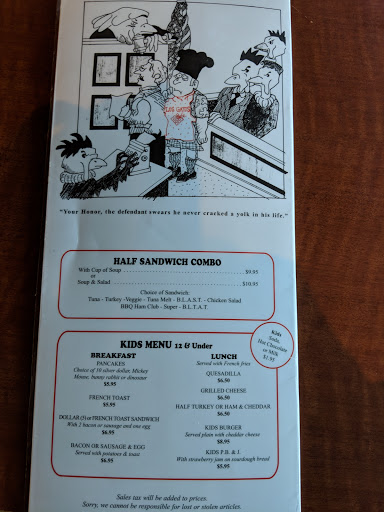 LOS GATOS
"Your Honor, the defendant swears he never cracked a yolk in his life."
HALF SANDWICH COMBO
With Cup of Soup $9.95
or
Soup & Salad $10.95
Choice of Sandwich:
Tuna - Turkey -Veggie - Tuna Melt - B.L.A.S.T. - Chicken Salad
BBQ Ham Club - Super - B.L.T.A.T
Kids
Soda,
Hot Chocolate
or Milk
$1.95
KIDS MENU 12 & Under
BREAKFAST
PANCAKES
Choice of 10 silver dollar, Mickey
Mouse, bunny rabbit or dinosaur
$5.95
FRENCH TOAST
$5.95
DOLLAR (3) or FRENCH TOAST SANDWICH
With 2 bacon or sausage and one egg
$6.95
BACON OR SAUSAGE & EGG
Served with potatoes & toast
$6.95
LUNCH
Served with French fries
QUESADILLA
$6.50
GRILLED CHEESE
$6.50
HALF TURKEY OR HAM & CHEDDAR
$6.50
KIDS BURGER
Served plain with cheddar cheese
$8.95
KIDS P.B. & J.
With strawberry jam on sourdough bread
$5.95
Sales tax will be added to prices.
Sorry, we cannot be responsible for lost or stolen articles.